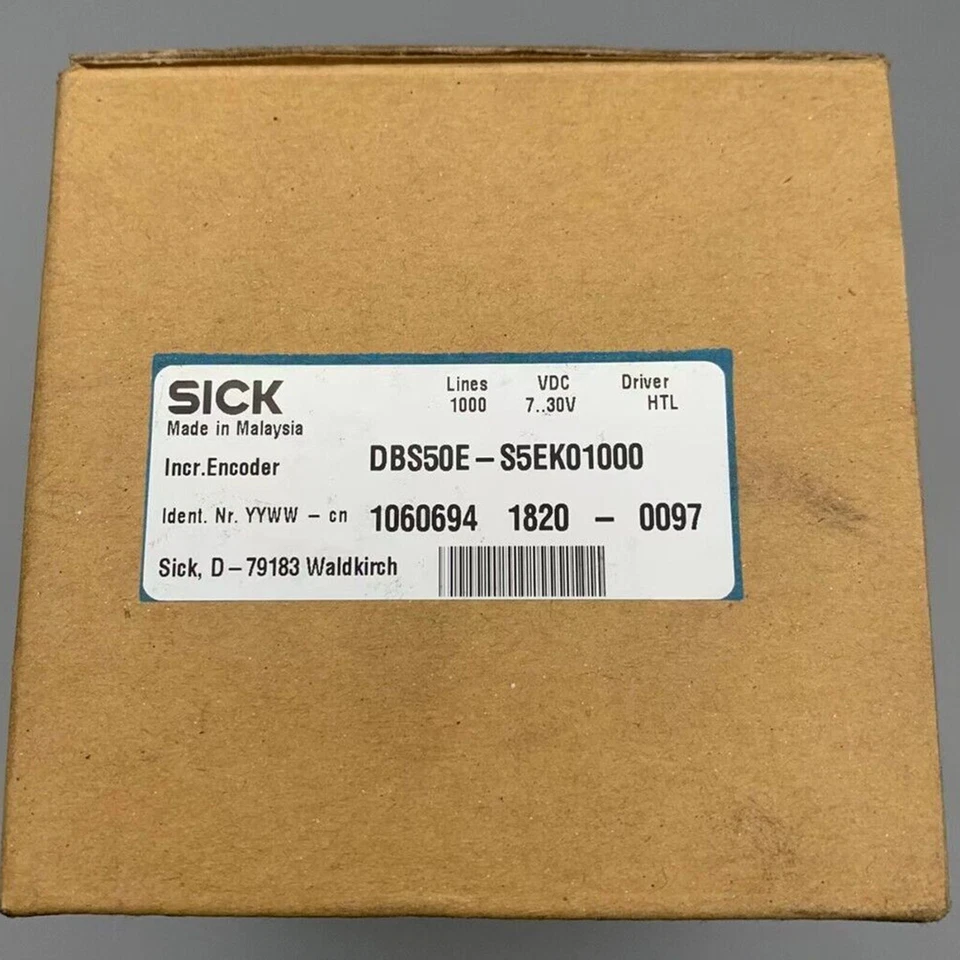 SICK
Made in Malaysia
Lines VDC Driver
1000 7..30V HTL
Incr.Encoder DBS50E-S5EK01000
Ident. Nr. YYWW - cn 1060694 1820 - 0097
Sick, D-79183 Waldkirch